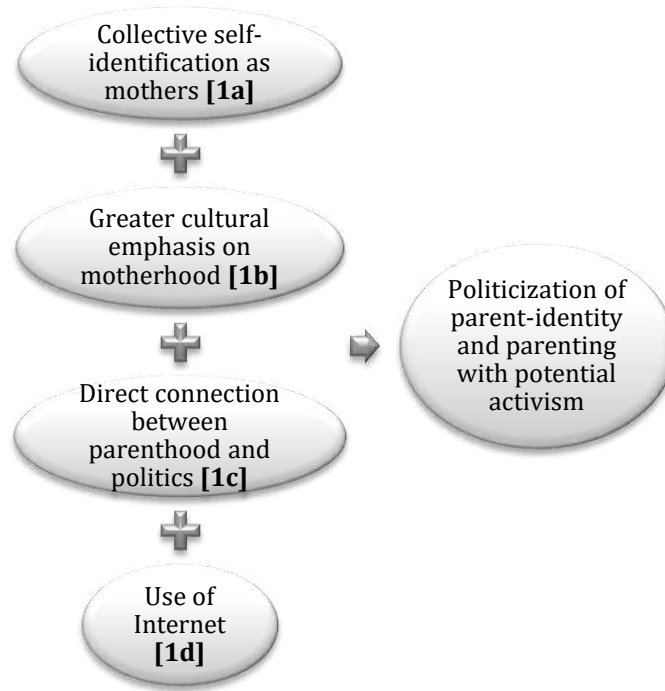 Collective self-
identification as
mothers [1a]
Greater cultural
emphasis on
motherhood [1b]
Direct connection
between
parenthood and
politics [1c]
Use of
Internet
[1d]
Politicization of
parent-identity
and parenting
with potential
activism